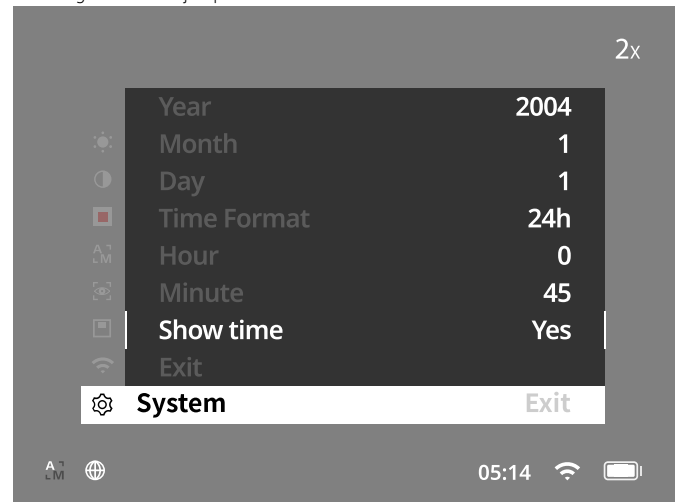 2x
Year 2004
Month 1
Day 1
Time Format 24h
Hour 0
Minute 45
Show time Yes
Exit
System Exit
A M 05:14